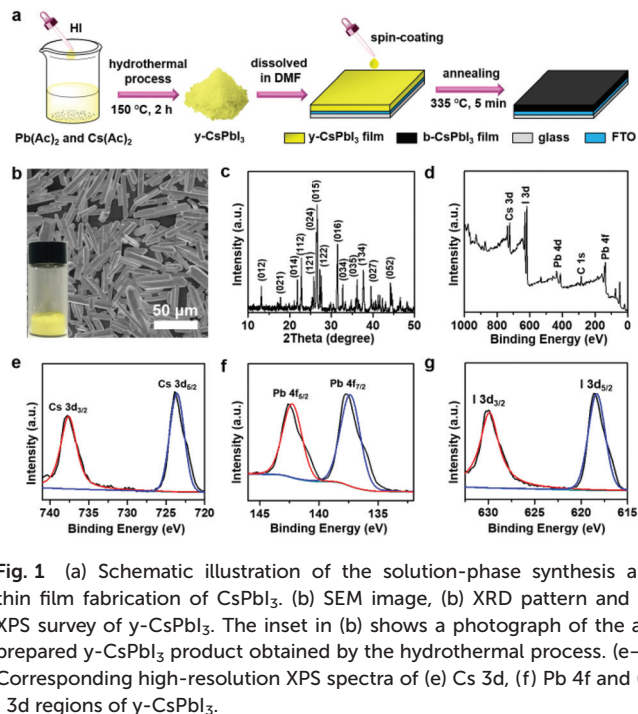 a
HI
hydrothermal process
150 °C, 2 h
dissolved in DMF
spin-coating
annealing
335 °C, 5 min
Pb(Ac)2 and Cs(Ac)2
y-CsPbI3
y-CsPbI3 film
b-CsPbI3 film
glass
FTO
b
50 μm
c
Intensity (a.u.)
(012)
(021)
(014)
(112)
(121)
(024)
(015)
(122)
(016)
(034)
(035)
(134)
(027)
(052)
10 20 30 40 50
2Theta (degree)
d
Intensity (a.u.)
Cs 3d
I 3d
Pb 4d
C 1s
Pb 4f
1000 800 600 400 200 0
Binding Energy (eV)
e
Intensity (a.u.)
Cs 3d3/2
Cs 3d5/2
740 735 730 725 720
Binding Energy (eV)
f
Intensity (a.u.)
Pb 4f5/2
Pb 4f7/2
145 140 135
Binding Energy (eV)
g
Intensity (a.u.)
I 3d3/2
I 3d5/2
630 625 620 615
Binding Energy (eV)
Fig. 1 (a) Schematic illustration of the solution-phase synthesis a
thin film fabrication of CsPbI3. (b) SEM image, (b) XRD pattern and
XPS survey of y-CsPbI3. The inset in (b) shows a photograph of the a
prepared y-CsPbI3 product obtained by the hydrothermal process. (e–
Corresponding high-resolution XPS spectra of (e) Cs 3d, (f) Pb 4f and
3d regions of y-CsPbI3.